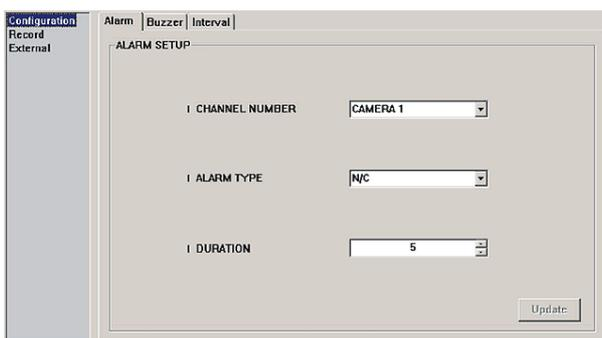 Configuration
Record
External
Alarm Buzzer Interval
ALARM SETUP
CHANNEL NUMBER CAMERA 1
ALARM TYPE N/C
DURATION 5
Update